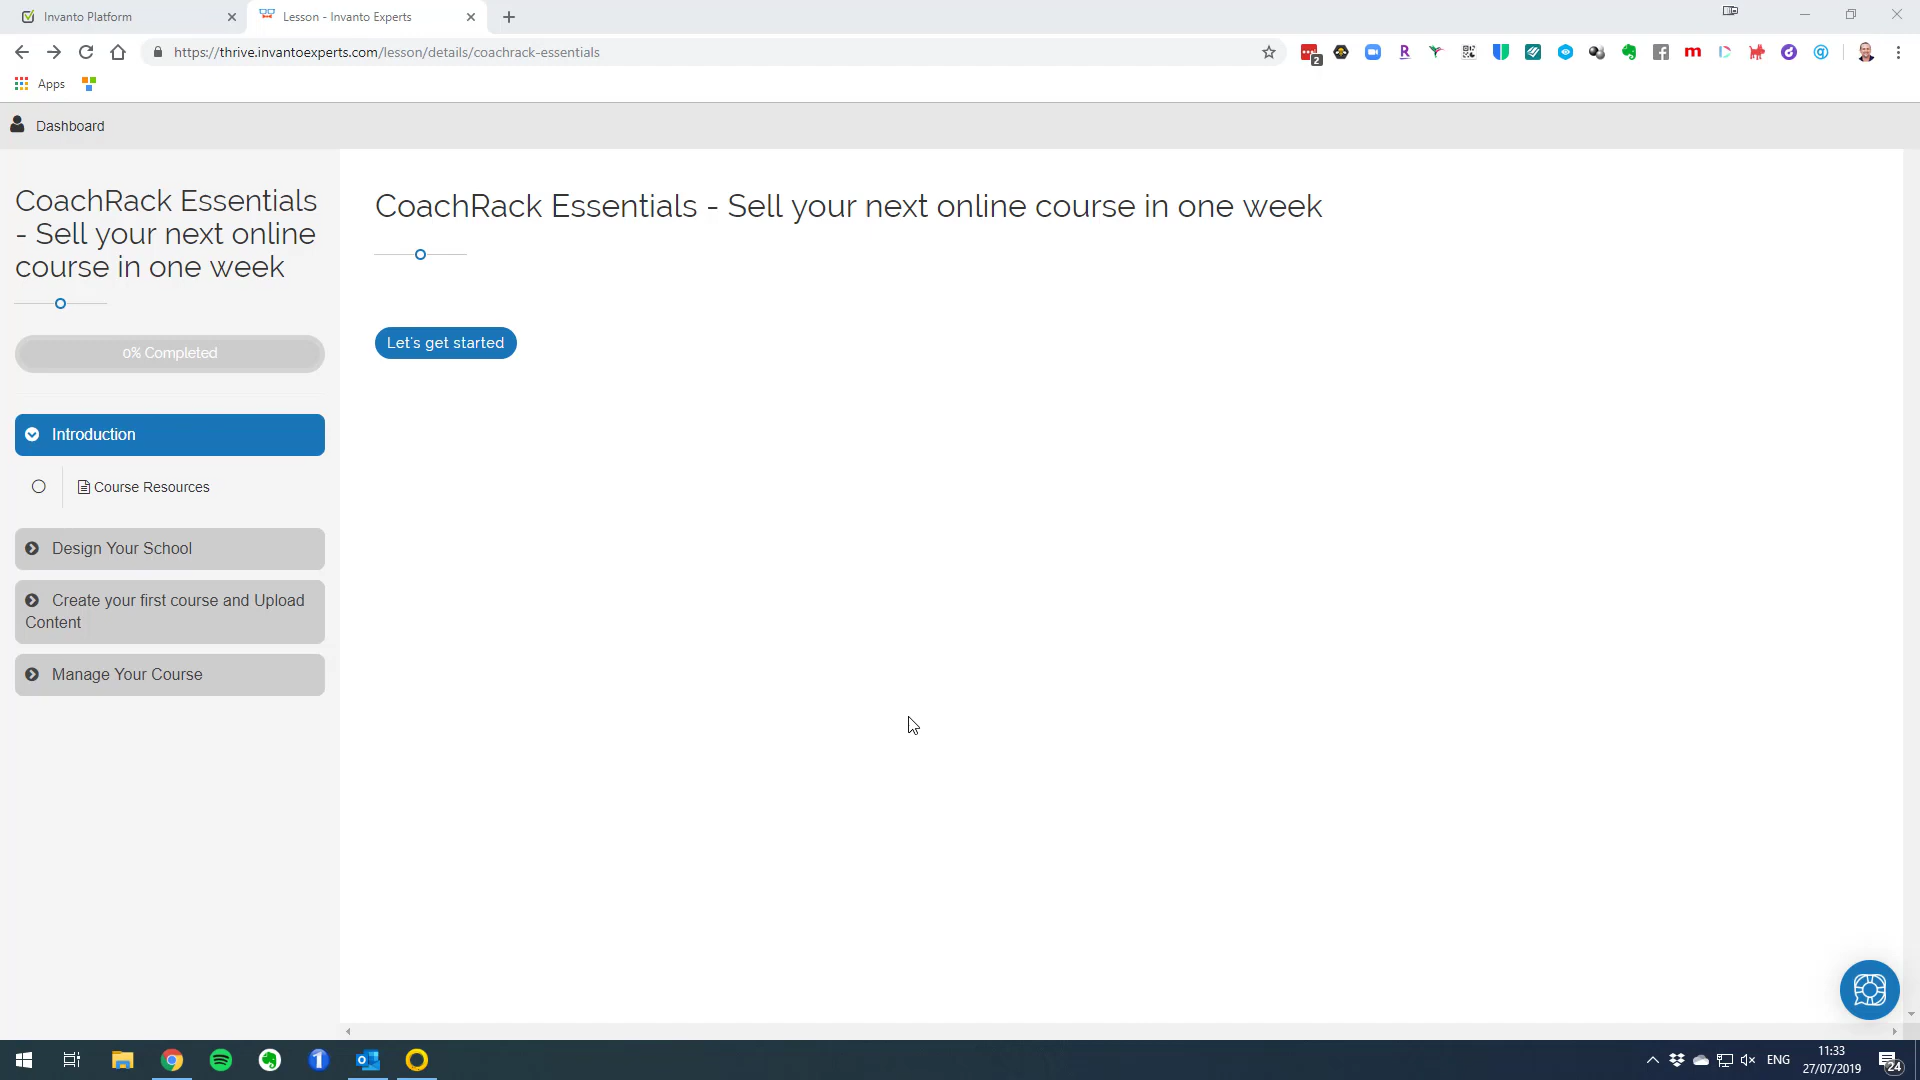 Invanto Platform
Lesson - Invanto Experts
https://thrive.invantoexperts.com/lesson/details/coachrack-essentials
2
R
m
Apps
Dashboard
CoachRack Essentials
- Sell your next online
course in one week
0% Completed
Introduction
Course Resources
Design Your School
Create your first course and Upload
Content
Manage Your Course
CoachRack Essentials - Sell your next online course in one week
Let's get started
ENG
11:33
27/07/2019
24